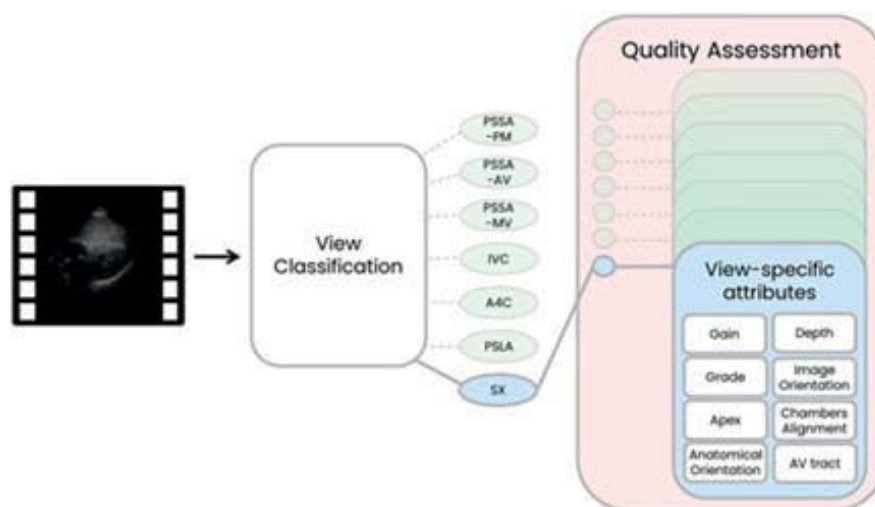 Quality Assessment
PSSA
-PM
PSSA
-AV
PSSA
-MV
View
Classification
IVC
A4C
PSLA
SX
View-specific
attributes
Gain
Depth
Grade
Image
Orientation
Apex
Chambers
Alignment
Anatomical
Orientation
AV tract